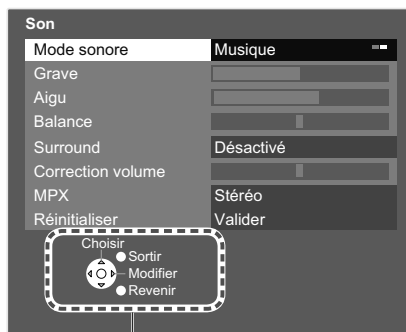 Son
Mode sonore Musique
Grave
Aigu
Balance
Surround Désactivé
Correction volume
MPX Stéréo
Réinitialiser Valider
Choisir
Sortir
Modifier
Revenir